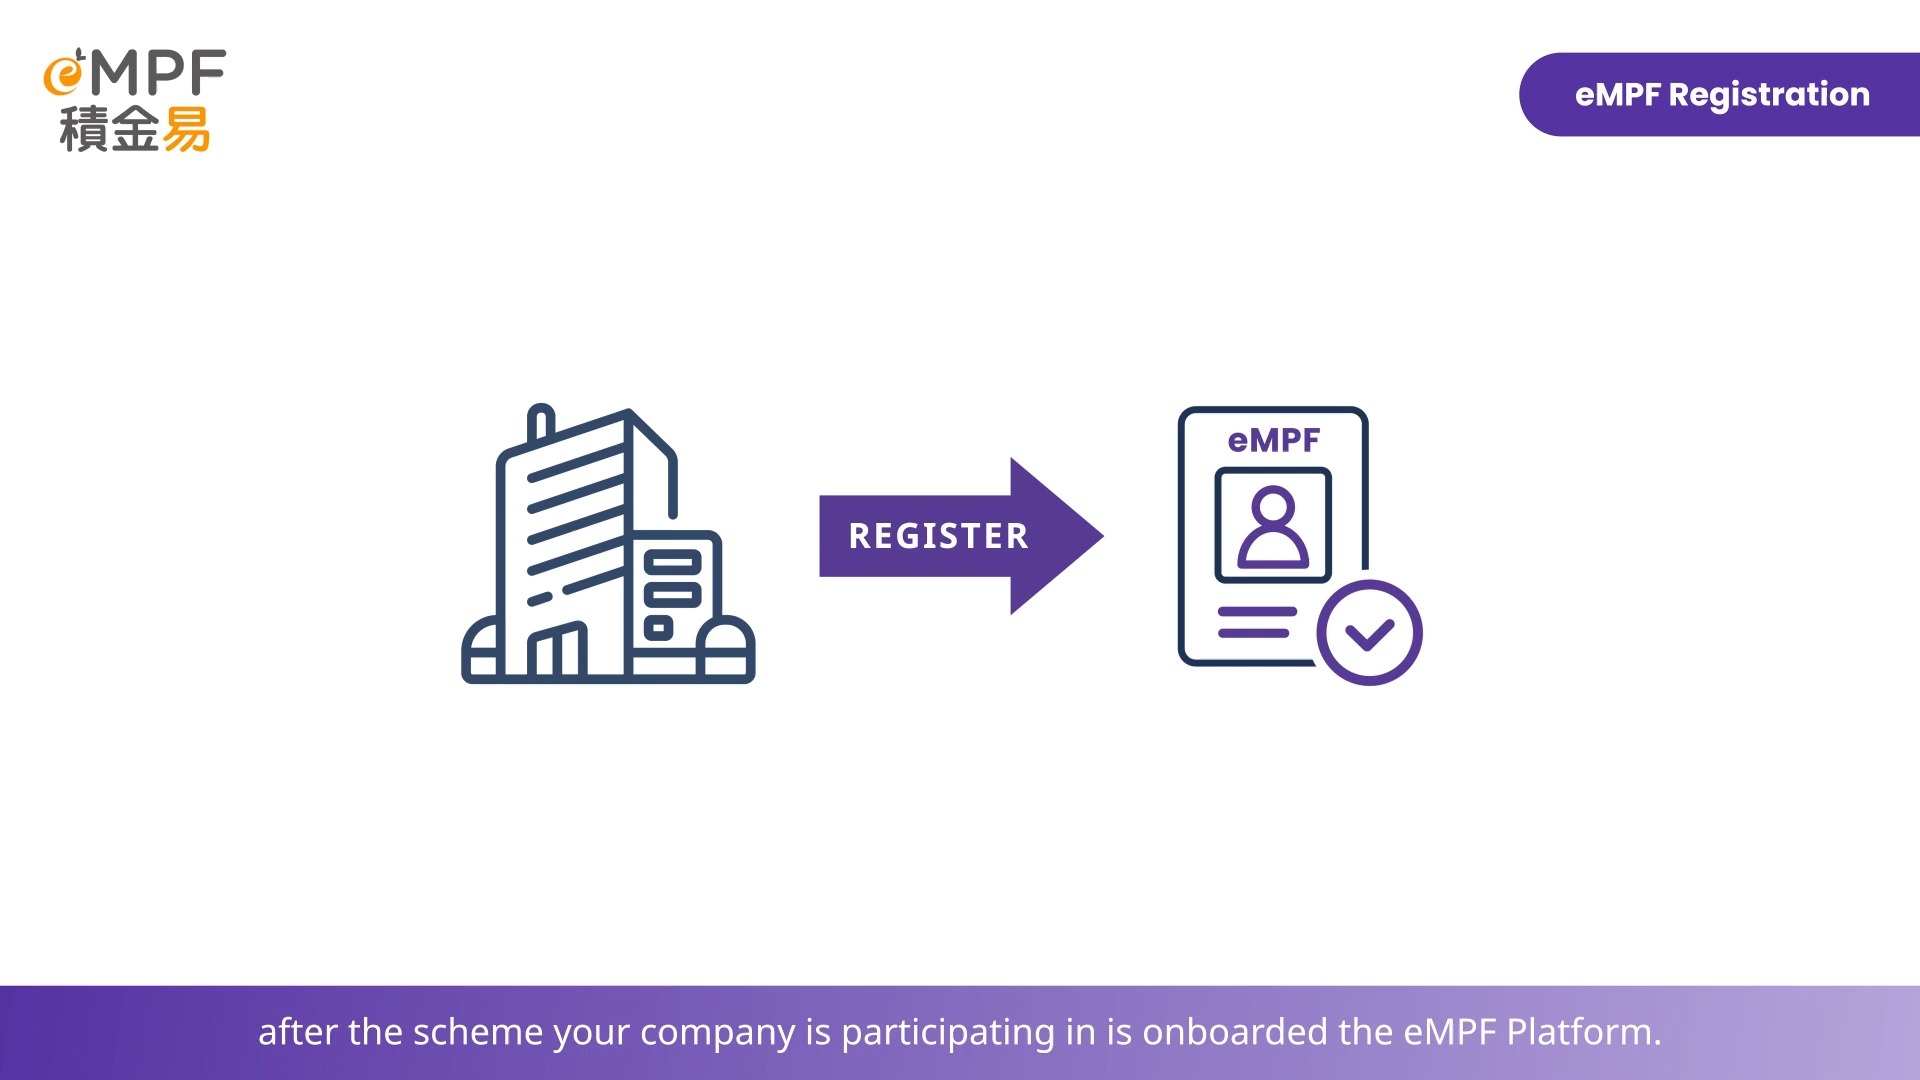 eMPF
積金易
eMPF Registration
eMPF
REGISTER
after the scheme your company is participating in is onboarded the eMPF Platform.